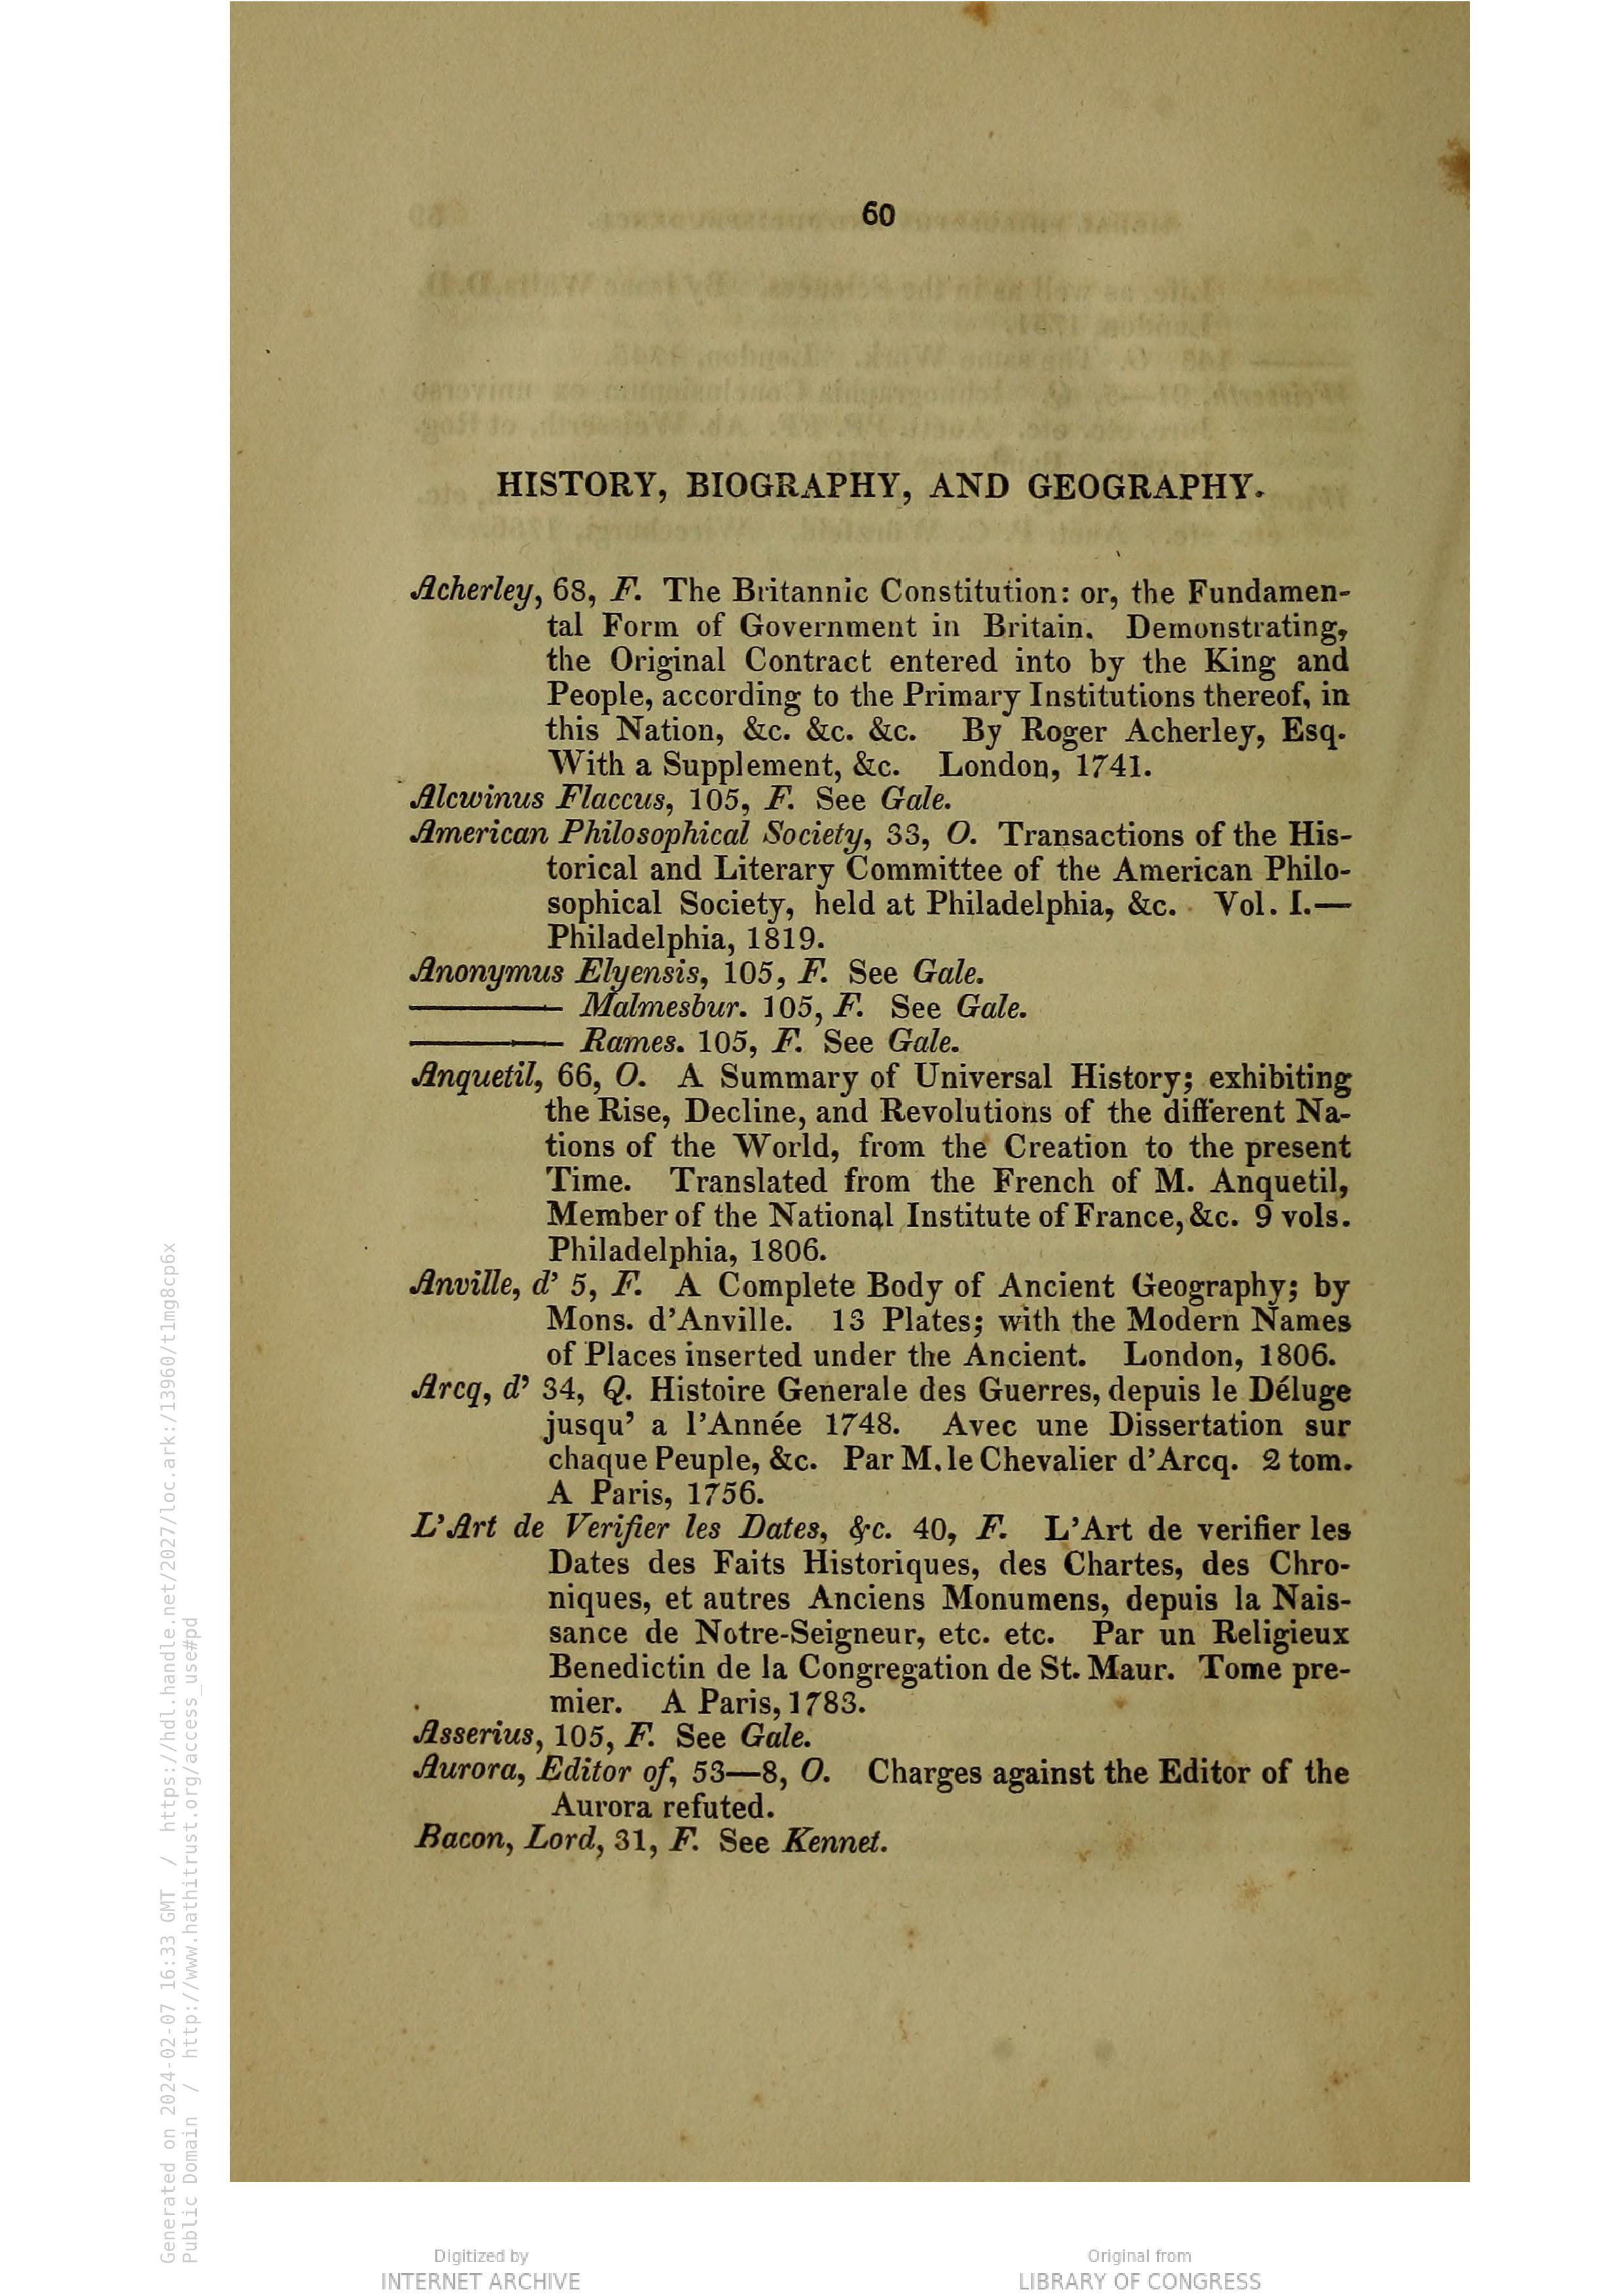 60
HISTORY, BIOGRAPHY, AND GEOGRAPHY.
Acherley, 68, F. The Britannic Constitution: or, the Fundamen-
tal Form of Government in Britain. Demonstrating,
the Original Contract entered into by the King and
People, according to the Primary Institutions thereof, in
this Nation, &c. &c. &c. By Roger Acherley, Esq.
With a Supplement, &c. London, 1741.
Alcwinus Flaccus, 105, F. See Gale.
American Philosophical Society, 33, O. Transactions of the His-
torical and Literary Committee of the American Philo-
sophical Society, held at Philadelphia, &c. Vol. I.—
Philadelphia, 1819.
Anonymus Elyensis, 105, F. See Gale.
——— Malmesbur. 105, F. See Gale.
——— Rames. 105, F. See Gale.
Anquetil, 66, O. A Summary of Universal History; exhibiting
the Rise, Decline, and Revolutions of the different Na-
tions of the World, from the Creation to the present
Time. Translated from the French of M. Anquetil,
Member of the National Institute of France, &c. 9 vols.
Philadelphia, 1806.
Anville, d' 5, F. A Complete Body of Ancient Geography; by
Mons. d'Anville. 13 Plates; with the Modern Names
of Places inserted under the Ancient. London, 1806.
Arcq, d' 34, Q. Histoire Generale des Guerres, depuis le Déluge
jusqu' a l'Année 1748. Avec une Dissertation sur
chaque Peuple, &c. Par M. le Chevalier d'Arcq. 2 tom.
A Paris, 1756.
L'Art de Verifier les Dates, &c. 40, F. L'Art de verifier les
Dates des Faits Historiques, des Chartes, des Chro-
niques, et autres Anciens Monumens, depuis la Nais-
sance de Notre-Seigneur, etc. etc. Par un Religieux
Benedictin de la Congregation de St. Maur. Tome pre-
mier. A Paris, 1783.
Asserius, 105, F. See Gale.
Aurora, Editor of, 53—8, O. Charges against the Editor of the
Aurora refuted.
Bacon, Lord, 31, F. See Kennet.
Generated on 2024-02-07 16:33 GMT / https://hdl.handle.net/2027/loc.ark:/13960/t1mg8cp6x
Public Domain / http://www.hathitrust.org/access_use#pd
Digitized by
INTERNET ARCHIVE
Original from
LIBRARY OF CONGRESS